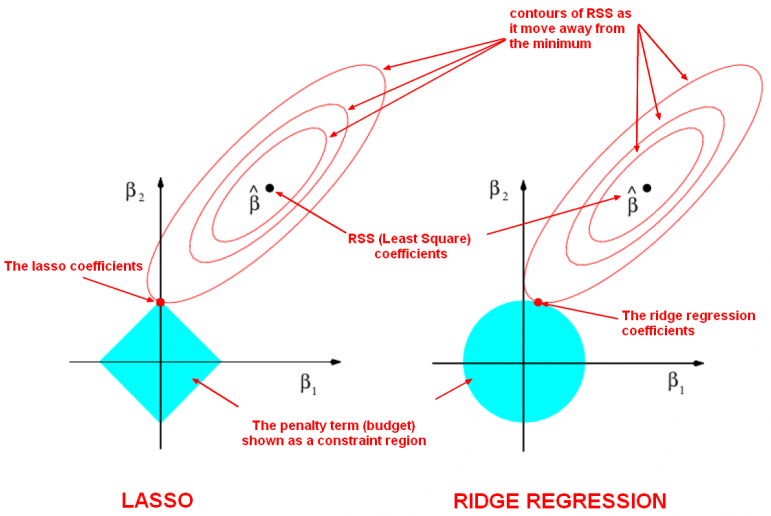 contours of RSS as
it move away from
the minimum
β2
β̂
RSS (Least Square)
coefficients
β2
β̂
The lasso coefficients
The ridge regression
coefficients
β1
β1
The penalty term (budget)
shown as a constraint region
LASSO
RIDGE REGRESSION